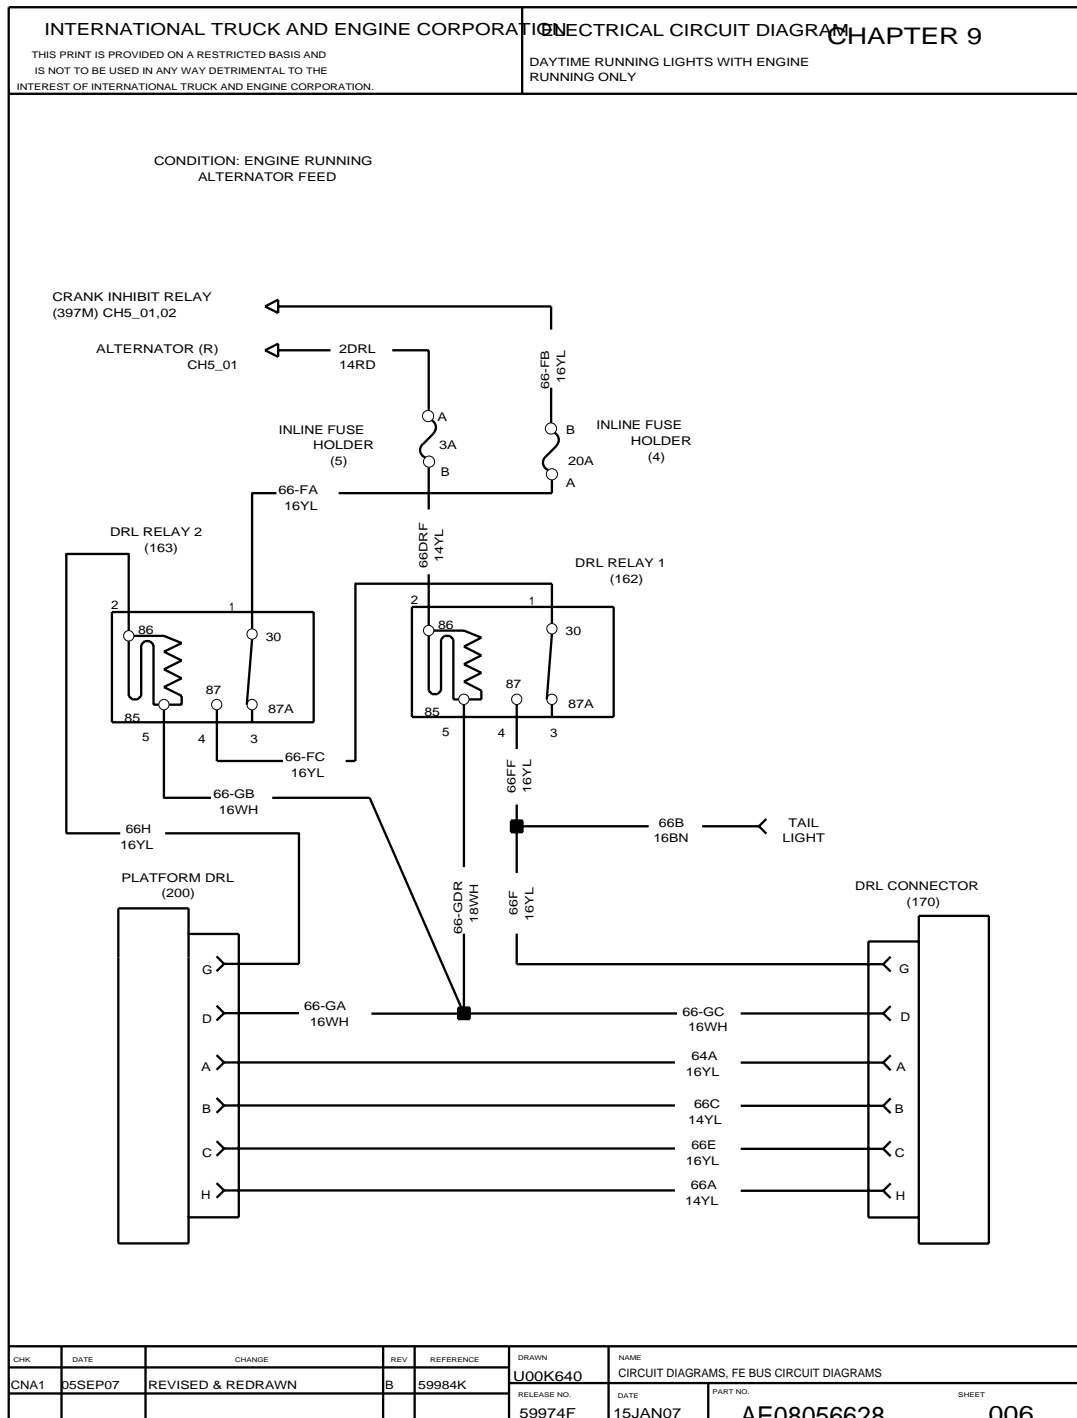 INTERNATIONAL TRUCK AND ENGINE CORPORATION
THIS PRINT IS PROVIDED ON A RESTRICTED BASIS AND
IS NOT TO BE USED IN ANY WAY DETRIMENTAL TO THE
INTEREST OF INTERNATIONAL TRUCK AND ENGINE CORPORATION.
ELECTRICAL CIRCUIT DIAGRAM
CHAPTER 9
DAYTIME RUNNING LIGHTS WITH ENGINE
RUNNING ONLY
CONDITION: ENGINE RUNNING
ALTERNATOR FEED
CRANK INHIBIT RELAY
(397M) CH5_01,02
ALTERNATOR (R)
CH5_01
2DRL
14RD
66-FB
16YL
INLINE FUSE
HOLDER
(5)
A
3A
B
B
20A
A
INLINE FUSE
HOLDER
(4)
66-FA
16YL
66DRF
14YL
DRL RELAY 2
(163)
2
1
86
30
87
87A
85
5
4
3
DRL RELAY 1
(162)
2
1
86
30
87
87A
85
5
4
3
66-FC
16YL
66-GB
16WH
66H
16YL
66FF
16YL
66B
16BN
TAIL
LIGHT
66-GDR
18WH
66F
16YL
PLATFORM DRL
(200)
DRL CONNECTOR
(170)
G
G
D
66-GA
16WH
66-GC
16WH
D
A
64A
16YL
A
B
66C
14YL
B
C
66E
16YL
C
H
66A
14YL
H
CHK DATE CHANGE REV REFERENCE
CNA1 05SEP07 REVISED & REDRAWN B 59984K
DRAWN
U00K640
NAME
CIRCUIT DIAGRAMS, FE BUS CIRCUIT DIAGRAMS
RELEASE NO.
59974F
DATE
15JAN07
PART NO.
AE08056628
SHEET
006